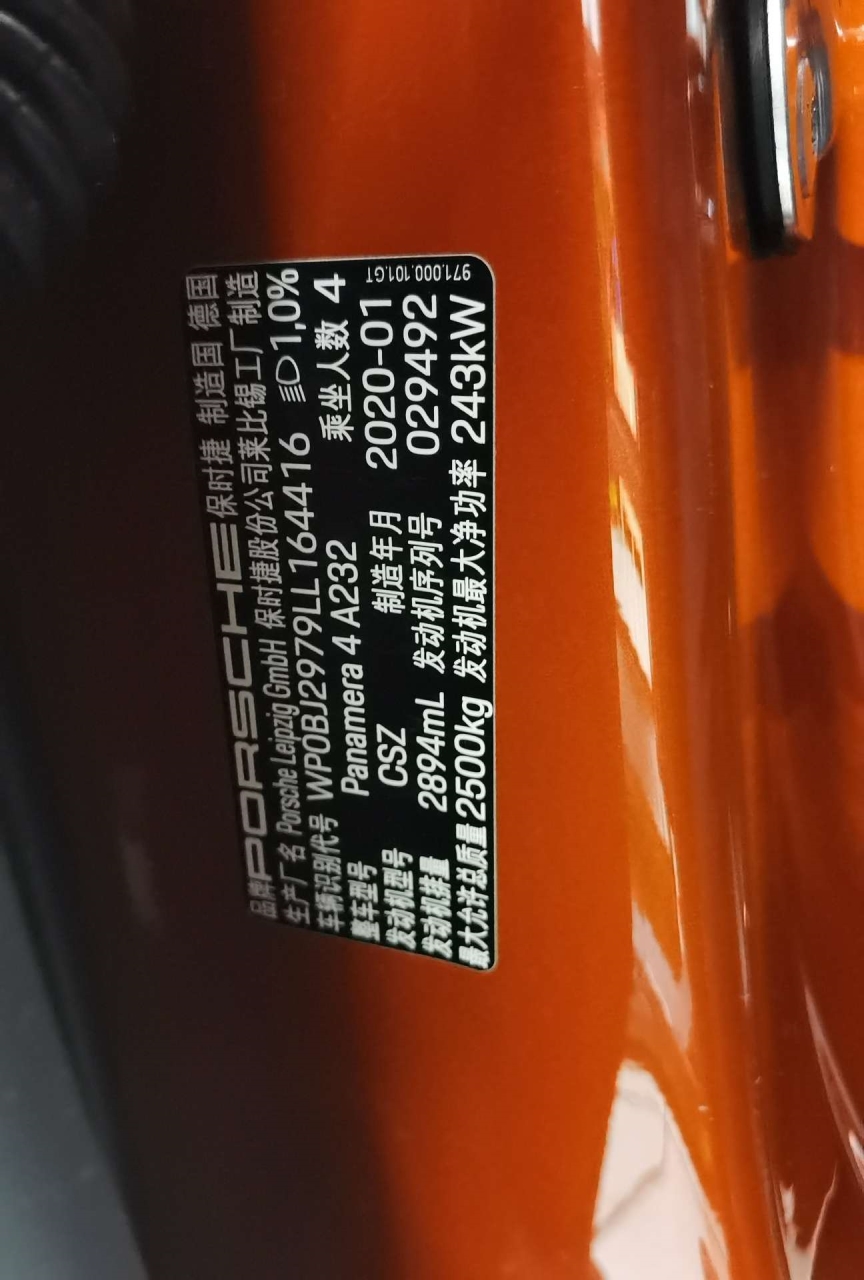 品牌 PORSCHE 保时捷 制造国 德国
生产厂名 Porsche Leipzig GmbH 保时捷股份公司莱比锡工厂制造
车辆识别代号 WP0BJ2979LL164416 1,0%
整车型号 Panamera 4 A232 乘坐人数 4
发动机型号 CSZ 制造年月 2020-01
发动机排量 2894mL 发动机序列号 029492
最大允许总质量 2500kg 发动机最大净功率 243kW
971.000.101.GT